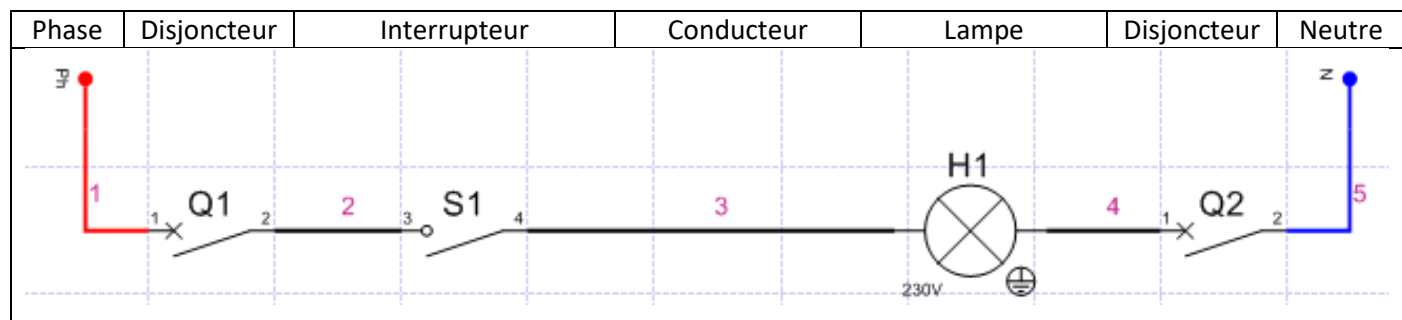 Phase Disjoncteur Interrupteur Conducteur Lampe Disjoncteur Neutre
Ph N
H1
1 Q1 2 S1 3 4 Q2 5
1 2 3 4 1 2
230V